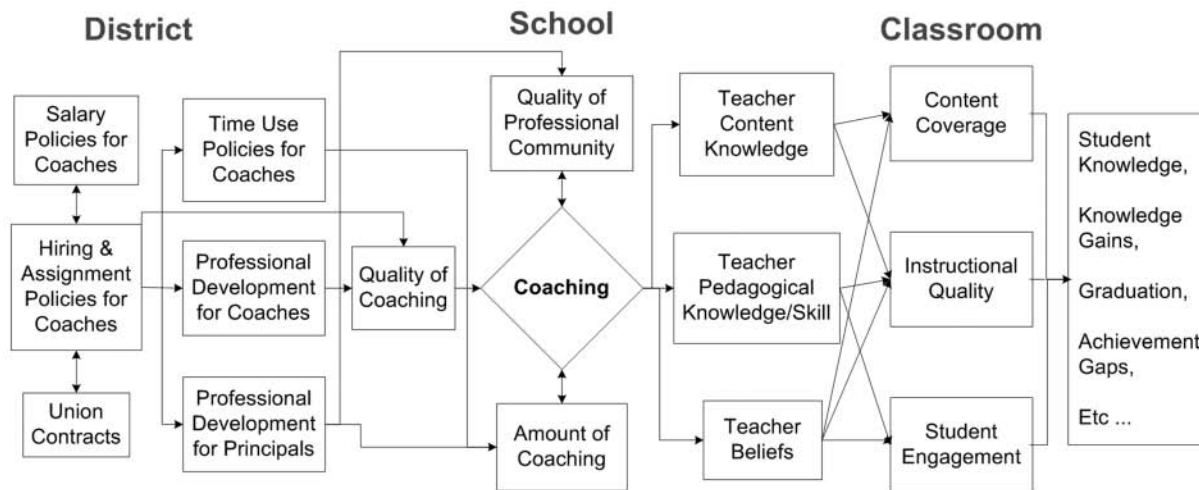 District
School
Classroom
Salary
Policies for
Coaches
Hiring &
Assignment
Policies for
Coaches
Union
Contracts
Time Use
Policies for
Coaches
Professional
Development
for Coaches
Professional
Development
for Principals
Quality of
Coaching
Quality of
Professional
Community
Coaching
Amount of
Coaching
Teacher
Content
Knowledge
Teacher
Pedagogical
Knowledge/Skill
Teacher
Beliefs
Content
Coverage
Instructional
Quality
Student
Engagement
Student
Knowledge,
Knowledge
Gains,
Graduation,
Achievement
Gaps,
Etc ...